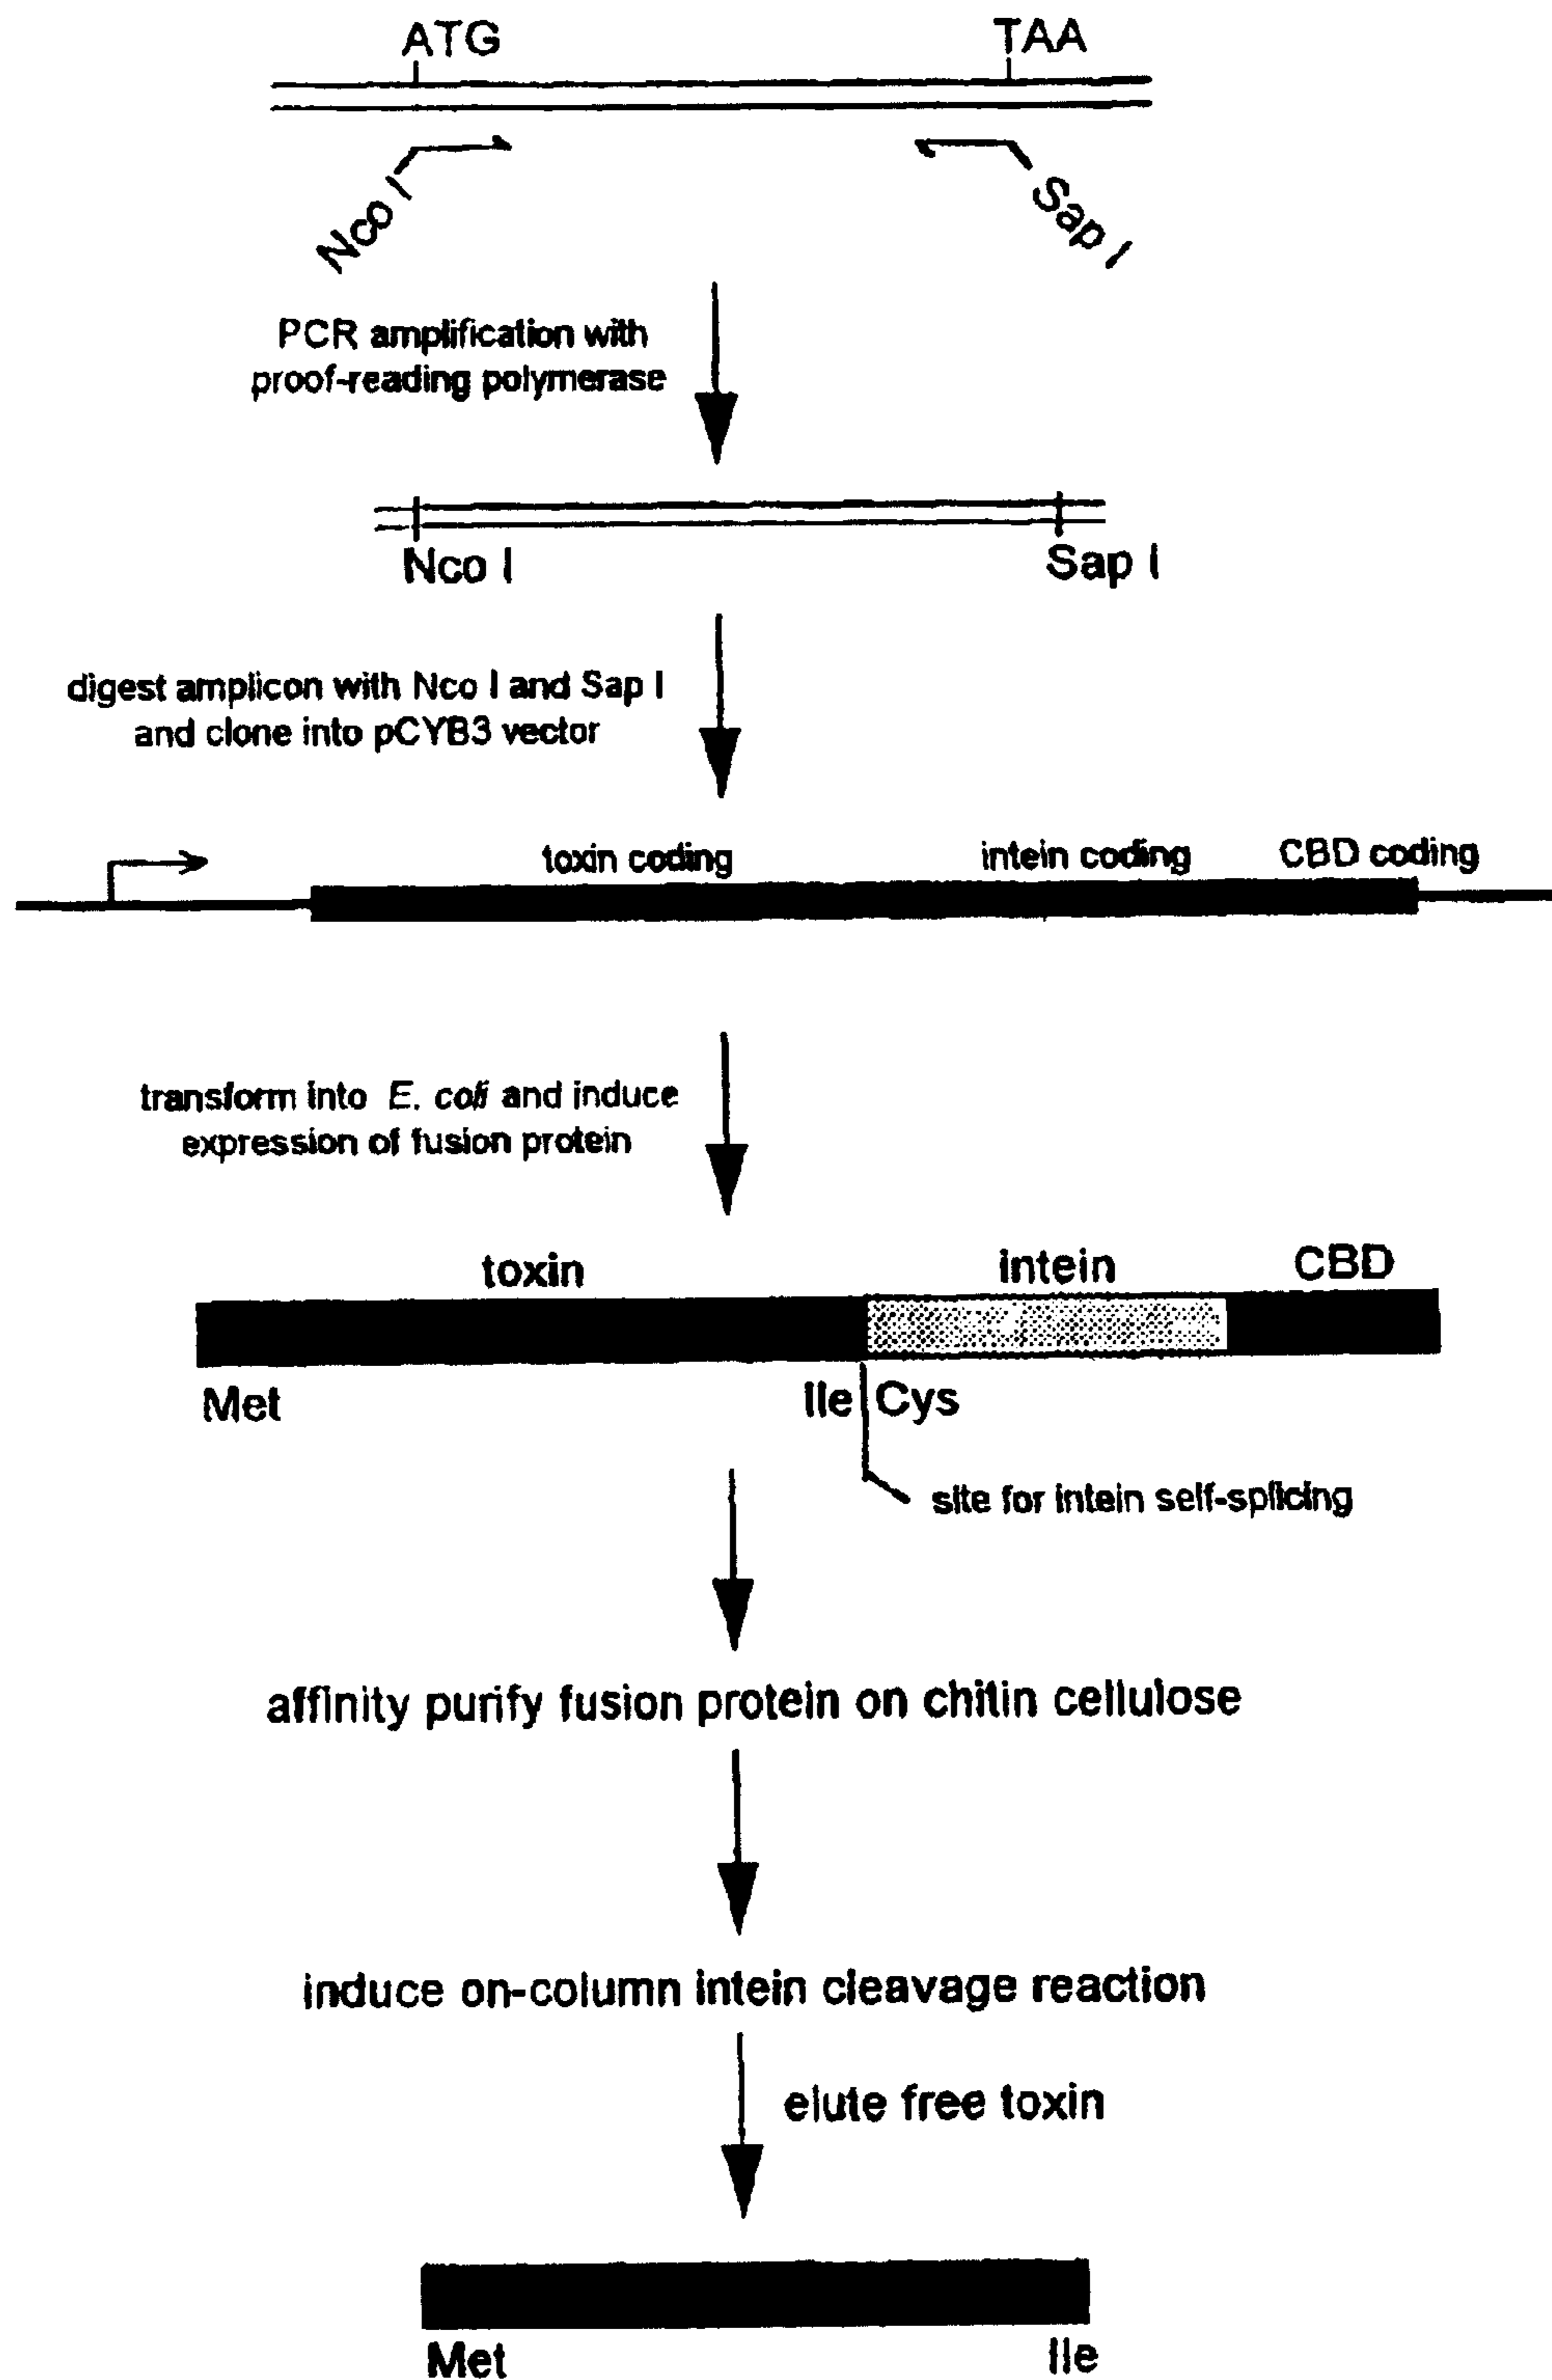 ATG
TAA
Nco I
Sap I
PCR amplification with
proof-reading polymerase
Nco I
Sap I
digest amplicon with Nco I and Sap I
and clone into pCYB3 vector
toxin coding
intein coding
CBD coding
transform into E. coli and induce
expression of fusion protein
toxin
intein
CBD
Met
Ile
Cys
site for intein self-splicing
affinity purify fusion protein on chitin cellulose
induce on-column intein cleavage reaction
elute free toxin
Met
Ile